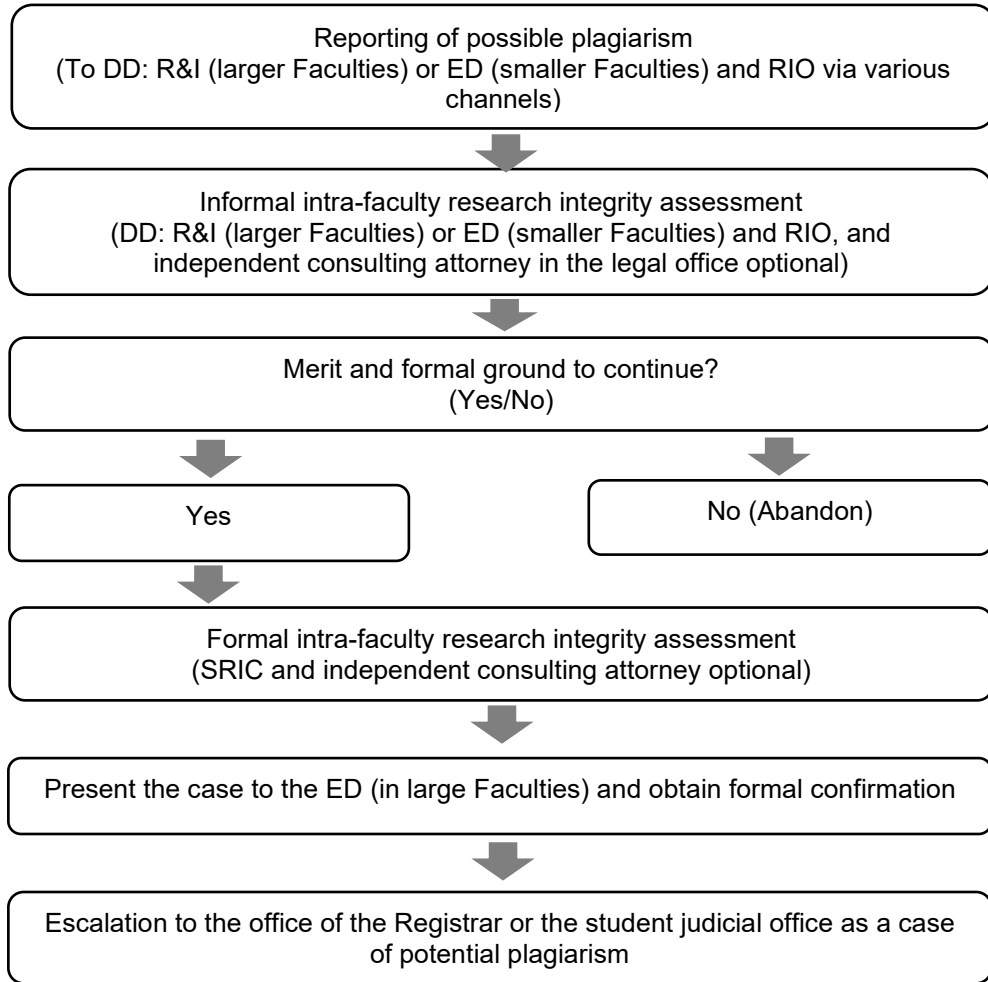 Reporting of possible plagiarism
(To DD: R&I (larger Faculties) or ED (smaller Faculties) and RIO via various
channels)
Informal intra-faculty research integrity assessment
(DD: R&I (larger Faculties) or ED (smaller Faculties) and RIO, and
independent consulting attorney in the legal office optional)
Merit and formal ground to continue?
(Yes/No)
Yes
No (Abandon)
Formal intra-faculty research integrity assessment
(SRIC and independent consulting attorney optional)
Present the case to the ED (in large Faculties) and obtain formal confirmation
Escalation to the office of the Registrar or the student judicial office as a case
of potential plagiarism